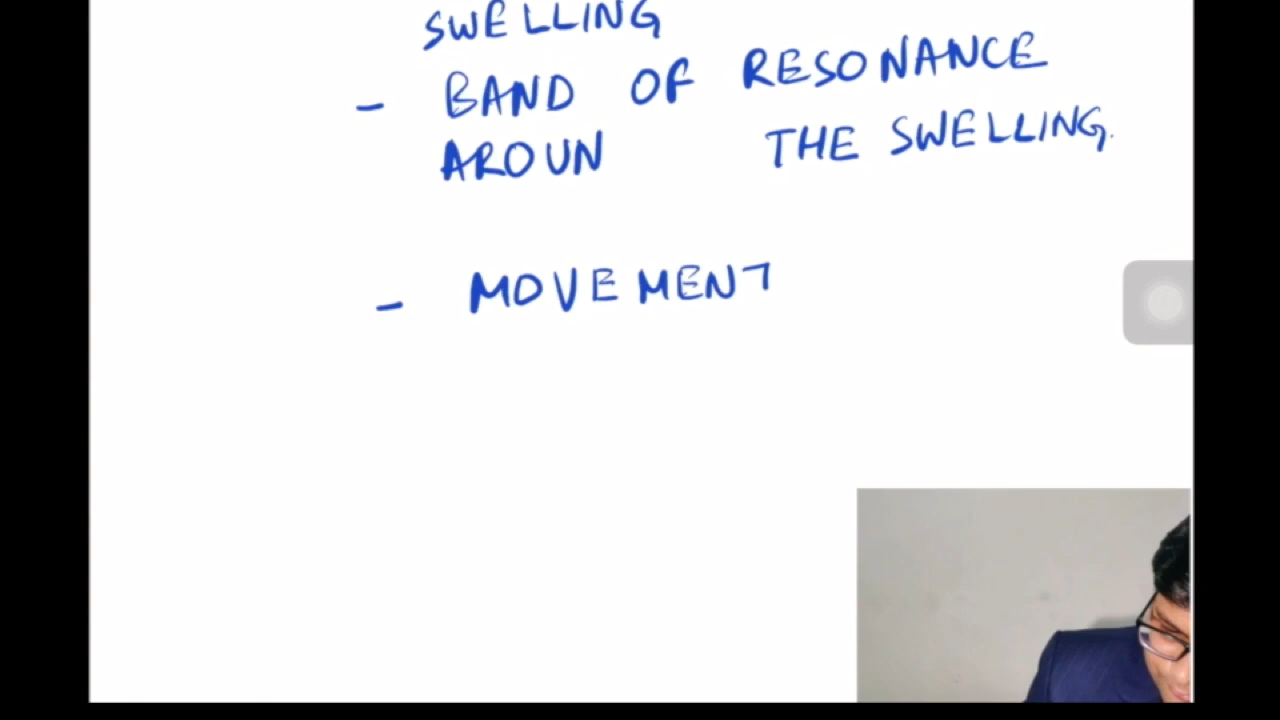 SWELLING
- BAND OF RESONANCE
AROUN THE SWELLING.
- MOVEMENT